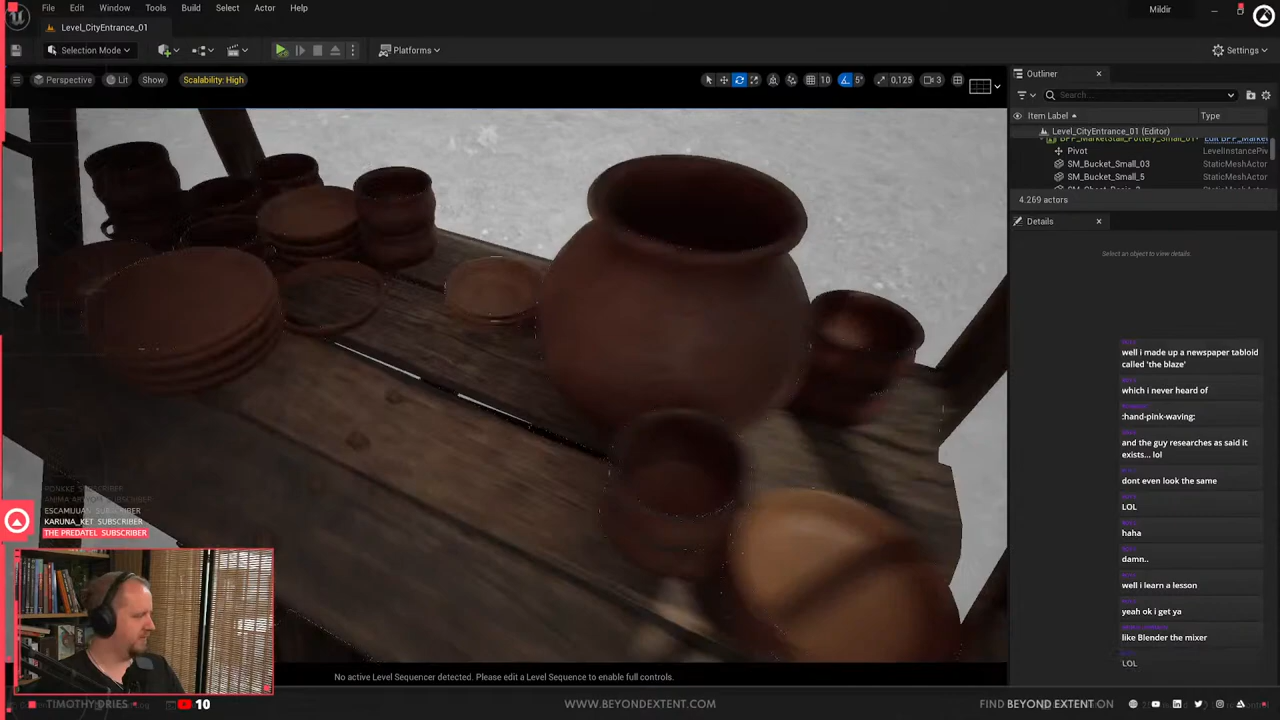 File Edit Window Tools Build Select Actor Help
Mildir
Level_CityEntrance_01
Selection Mode
Platforms
Settings
Perspective Lit Show Scalability: High
10 5° 0,125 3
Outliner
Search...
Item Label Type
Level_CityEntrance_01 (Editor)
Pivot LevelInstancePiv
SM_Bucket_Small_03 StaticMeshActor
SM_Bucket_Small_5 StaticMeshActor
4.269 actors
Details
Select an object to view details.
well i made up a newspaper tabloid
called 'the blaze'
which i never heard of
:hand-pink-waving:
and the guy researches as said it
exists... lol
dont even look the same
LOL
haha
damn..
well i learn a lesson
yeah ok i get ya
like Blender the mixer
LOL
ESCAMUJAS SUBSCRIBER
KARUNA_KET SUBSCRIBER
THE PREDATEL SUBSCRIBER
No active Level Sequencer detected. Please edit a Level Sequence to enable full controls.
TIMOTHY DRIES
10
WWW.BEYONDEXTENT.COM
FIND BEYOND EXTENT ON